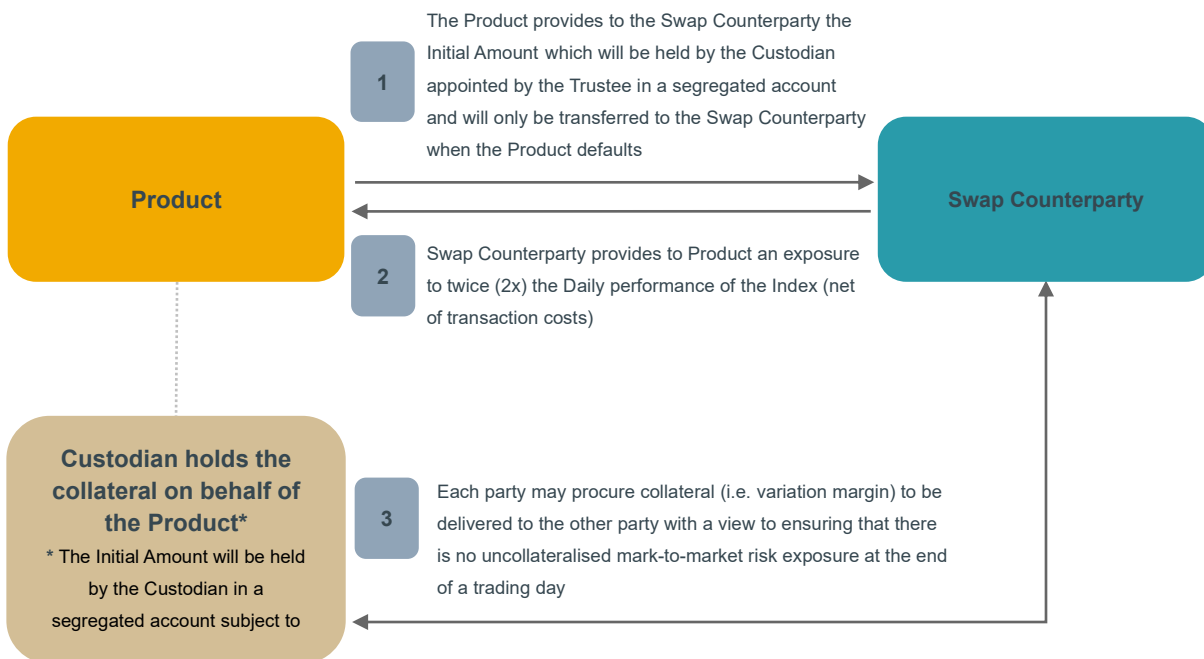 The Product provides to the Swap Counterparty the
Initial Amount which will be held by the Custodian
appointed by the Trustee in a segregated account
and will only be transferred to the Swap Counterparty
when the Product defaults
1
Product
Swap Counterparty
2
Swap Counterparty provides to Product an exposure
to twice (2x) the Daily performance of the Index (net
of transaction costs)
Custodian holds the
collateral on behalf of
the Product*
* The Initial Amount will be held
by the Custodian in a
segregated account subject to
3
Each party may procure collateral (i.e. variation margin) to be
delivered to the other party with a view to ensuring that there
is no uncollateralised mark-to-market risk exposure at the end
of a trading day